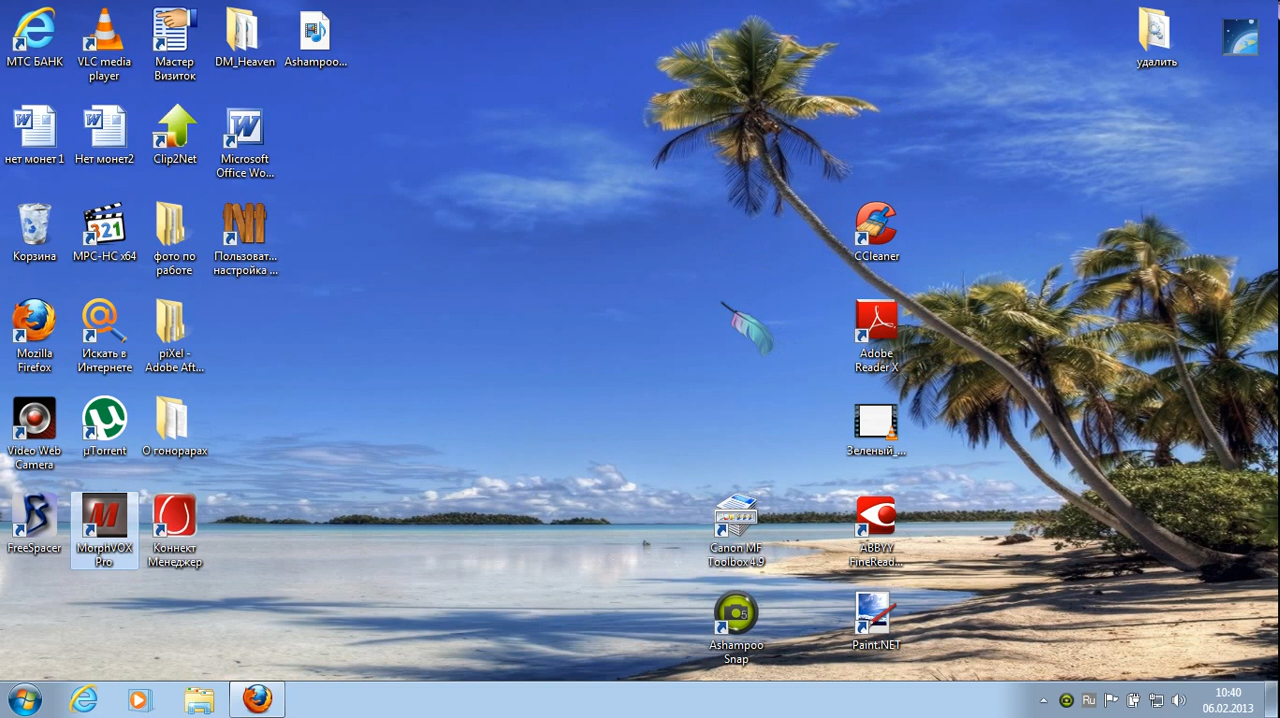 МТС БАНК
VLC media
player
Мастер
Визиток
DM_Heaven
Ashampoo...
удалить
нет монет 1
Нет монет2
Clip2Net
Microsoft
Office Wo...
Корзина
MPC-HC x64
321
фото по
работе
Пользоват...
настройка ...
CCleaner
Mozilla
Firefox
Искать в
Интернете
piXel -
Adobe Aft...
Adobe
Reader X
Video Web
Camera
µTorrent
О гонорарах
Зеленый_...
FreeSpacer
MorphVOX
Pro
Коннект
Менеджер
Canon MF
Toolbox 4.9
ABBYY
FineRead...
Ashampoo
Snap
5
Paint.NET
Ru
10:40
06.02.2013